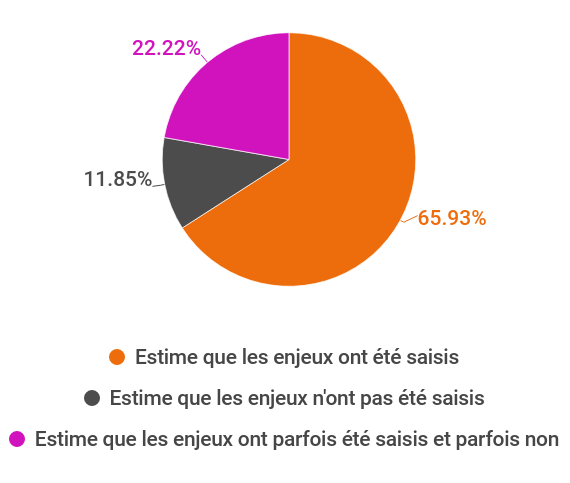 22.22%
11.85%
65.93%
Estime que les enjeux ont été saisis
Estime que les enjeux n'ont pas été saisis
Estime que les enjeux ont parfois été saisis et parfois non